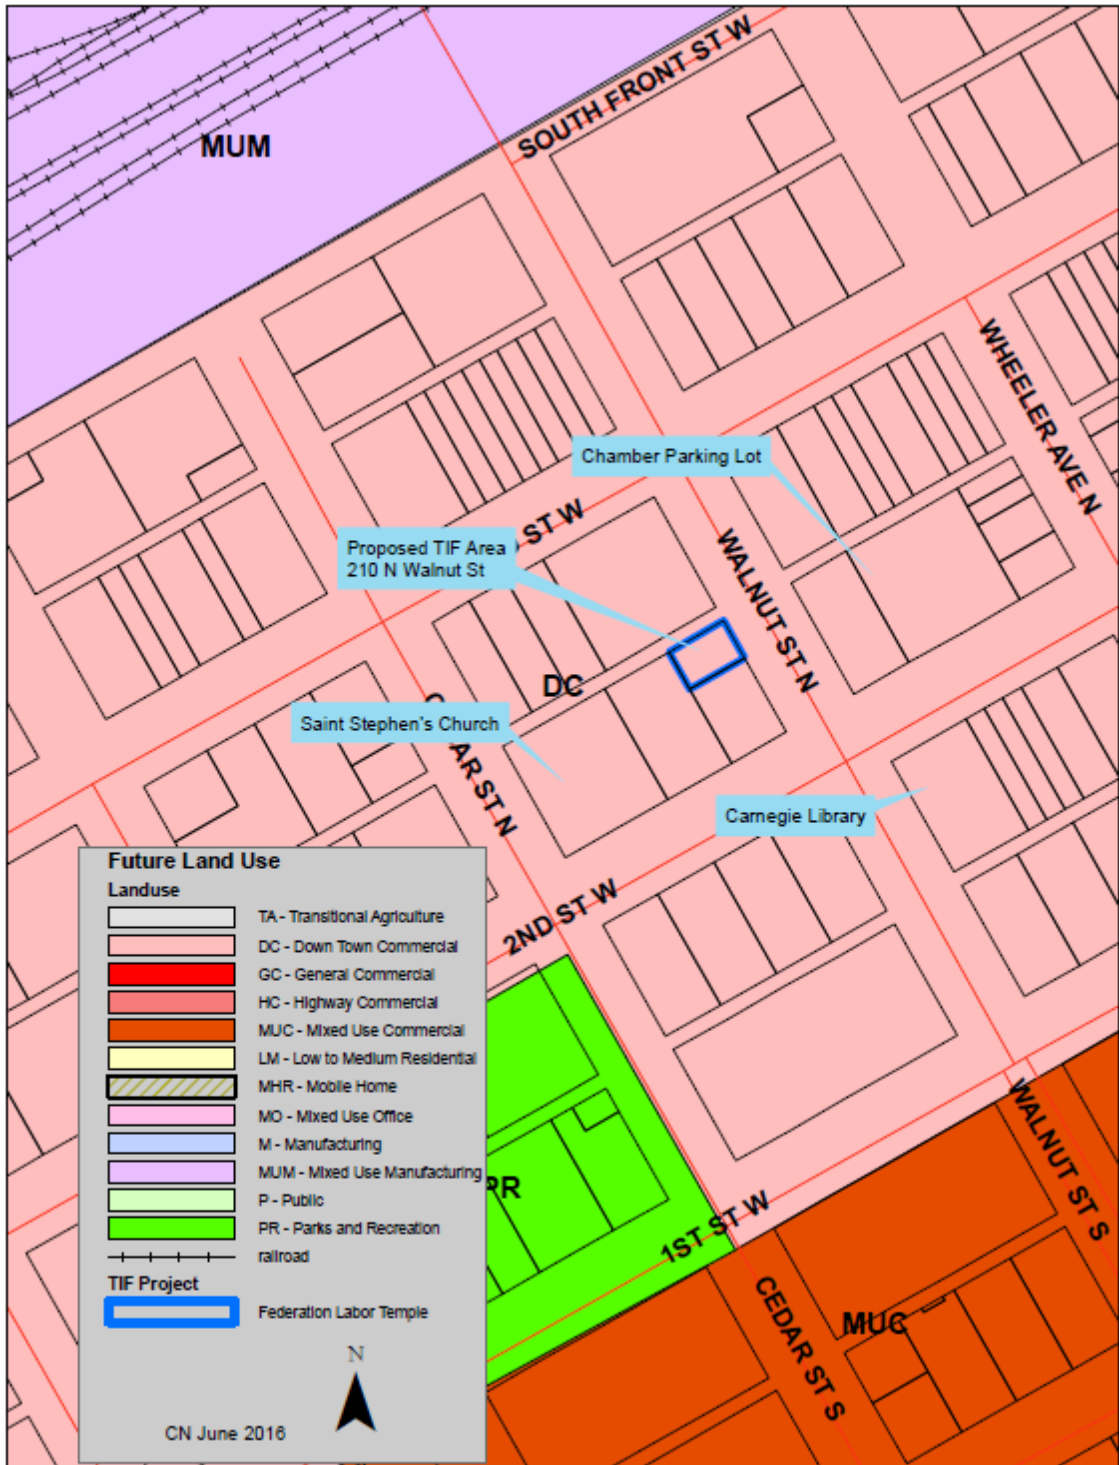 SOUTH FRONT ST W
MUM
WHEELER AVE N
Chamber Parking Lot
ST W
Proposed TIF Area
210 N Walnut St
WALNUT ST N
DC
Saint Stephen's Church
AR ST N
Carnegie Library
2ND ST W
Future Land Use
Landuse
TA - Transitional Agriculture
DC - Down Town Commercial
GC - General Commercial
HC - Highway Commercial
MUC - Mixed Use Commercial
LM - Low to Medium Residential
MHR - Mobile Home
MO - Mixed Use Office
M - Manufacturing
MUM - Mixed Use Manufacturing
P - Public
PR - Parks and Recreation
railroad
TIF Project
Federation Labor Temple
N
CN June 2016
PR
1ST ST W
WALNUT ST S
CEDAR ST S
MUC